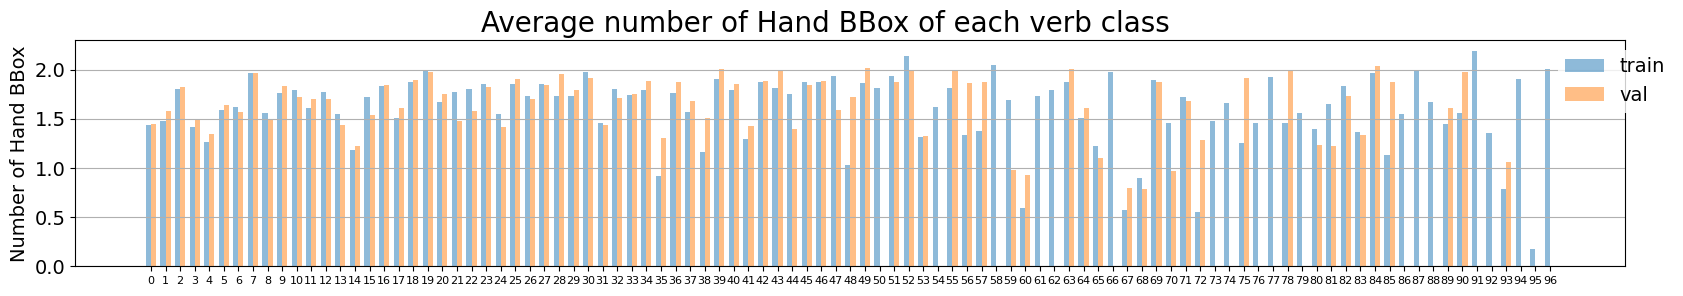 Average number of Hand BBox of each verb class
Number of Hand BBox
2.0
1.5
1.0
0.5
0.0
train
val
0 1 2 3 4 5 6 7 8 9 10 11 12 13 14 15 16 17 18 19 20 21 22 23 24 25 26 27 28 29 30 31 32 33 34 35 36 37 38 39 40 41 42 43 44 45 46 47 48 49 50 51 52 53 54 55 56 57 58 59 60 61 62 63 64 65 66 67 68 69 70 71 72 73 74 75 76 77 78 79 80 81 82 83 84 85 86 87 88 89 90 91 92 93 94 95 96